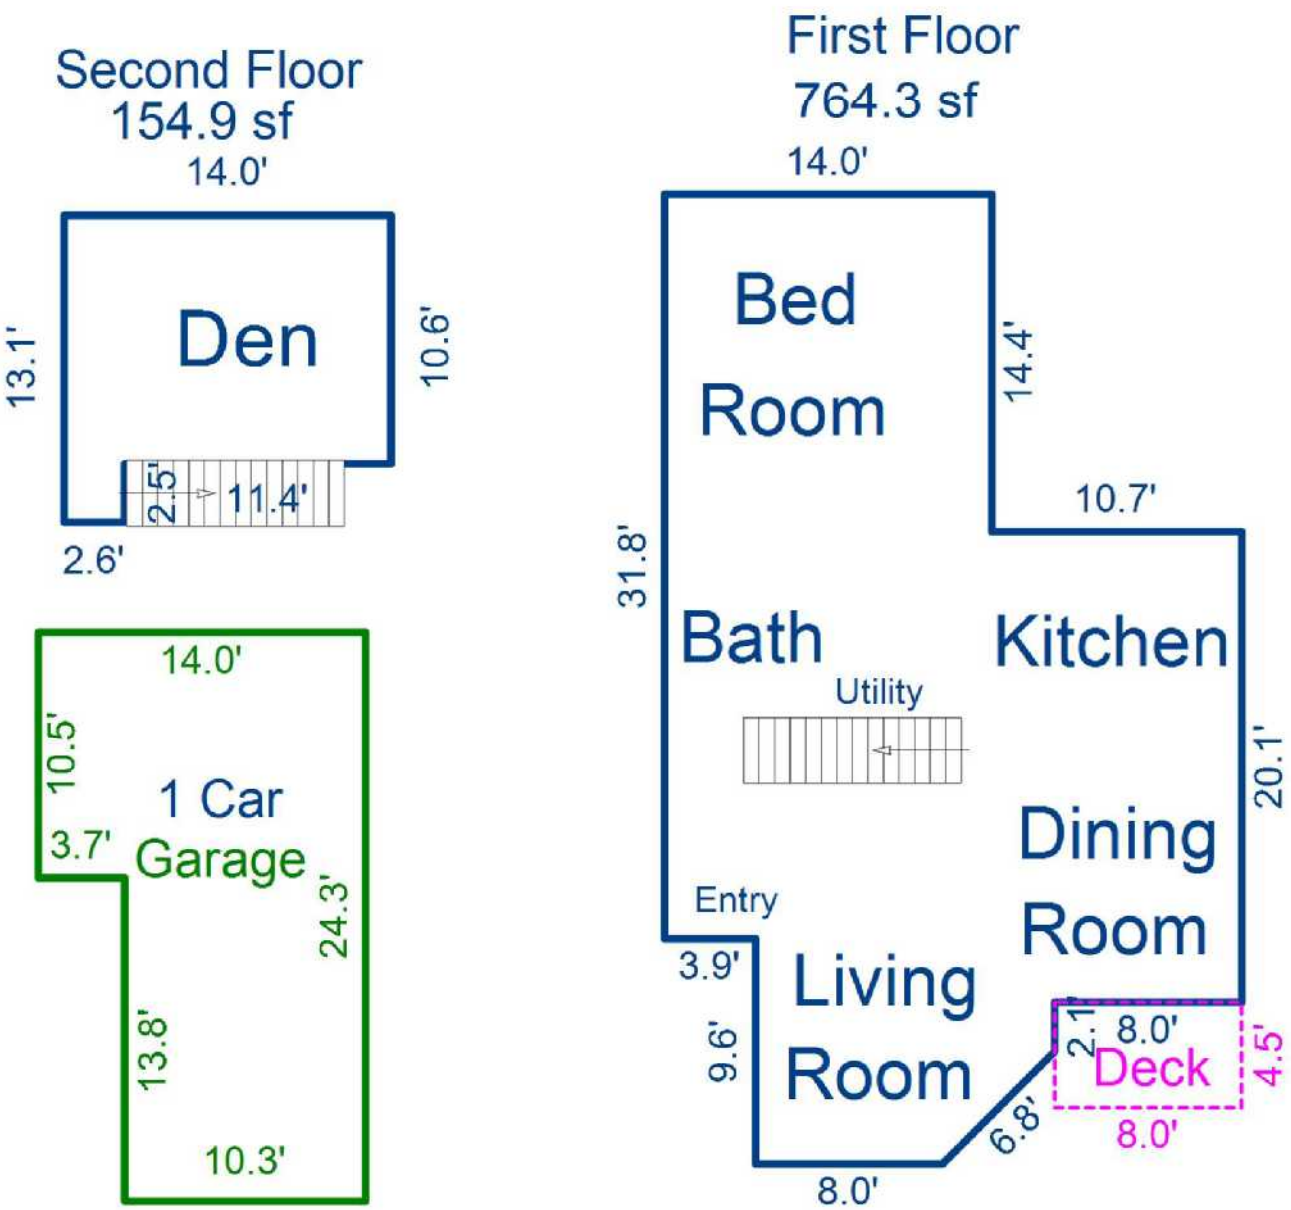 Second Floor
154.9 sf
14.0'
13.1'
Den
10.6'
2.5'
11.4'
2.6'
14.0'
10.5'
1 Car
3.7'
Garage
24.3'
13.8'
10.3'
First Floor
764.3 sf
14.0'
Bed
Room
14.4'
10.7'
31.8'
Bath
Kitchen
Utility
20.1'
Dining
Room
Entry
3.9'
Living
Room
9.6'
2.1'
8.0'
Deck
4.5'
6.8'
8.0'
8.0'